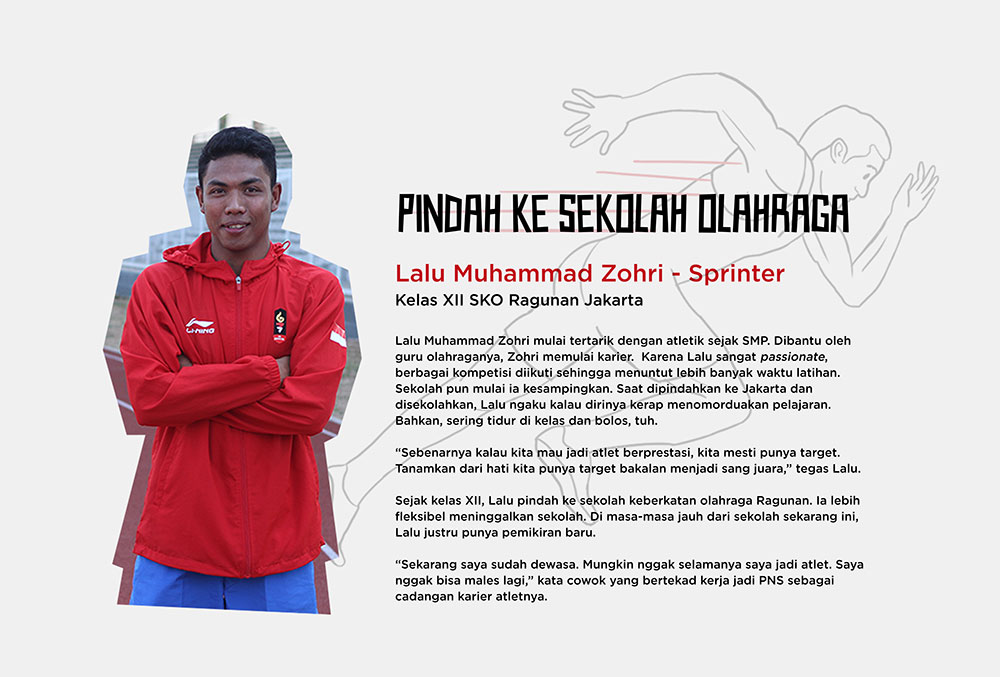 PINDAH KE SEKOLAH OLAHRAGA
Lalu Muhammad Zohri - Sprinter
Kelas XII SKO Ragunan Jakarta
Lalu Muhammad Zohri mulai tertarik dengan atletik sejak SMP. Dibantu oleh
guru olahraganya, Zohri memulai karier.  Karena Lalu sangat passionate,
berbagai kompetisi diikuti sehingga menuntut lebih banyak waktu latihan.
Sekolah pun mulai ia kesampingkan. Saat dipindahkan ke Jakarta dan
disekolahkan, Lalu ngaku kalau dirinya kerap menomorduakan pelajaran.
Bahkan, sering tidur di kelas dan bolos, tuh.
“Sebenarnya kalau kita mau jadi atlet berprestasi, kita mesti punya target.
Tanamkan dari hati kita punya target bakalan menjadi sang juara,” tegas Lalu.
Sejak kelas XII, Lalu pindah ke sekolah keberkatan olahraga Ragunan. Ia lebih
fleksibel meninggalkan sekolah. Di masa-masa jauh dari sekolah sekarang ini,
Lalu justru punya pemikiran baru.
“Sekarang saya sudah dewasa. Mungkin nggak selamanya saya jadi atlet. Saya
nggak bisa males lagi,” kata cowok yang bertekad kerja jadi PNS sebagai
cadangan karier atletnya.
LI-NING